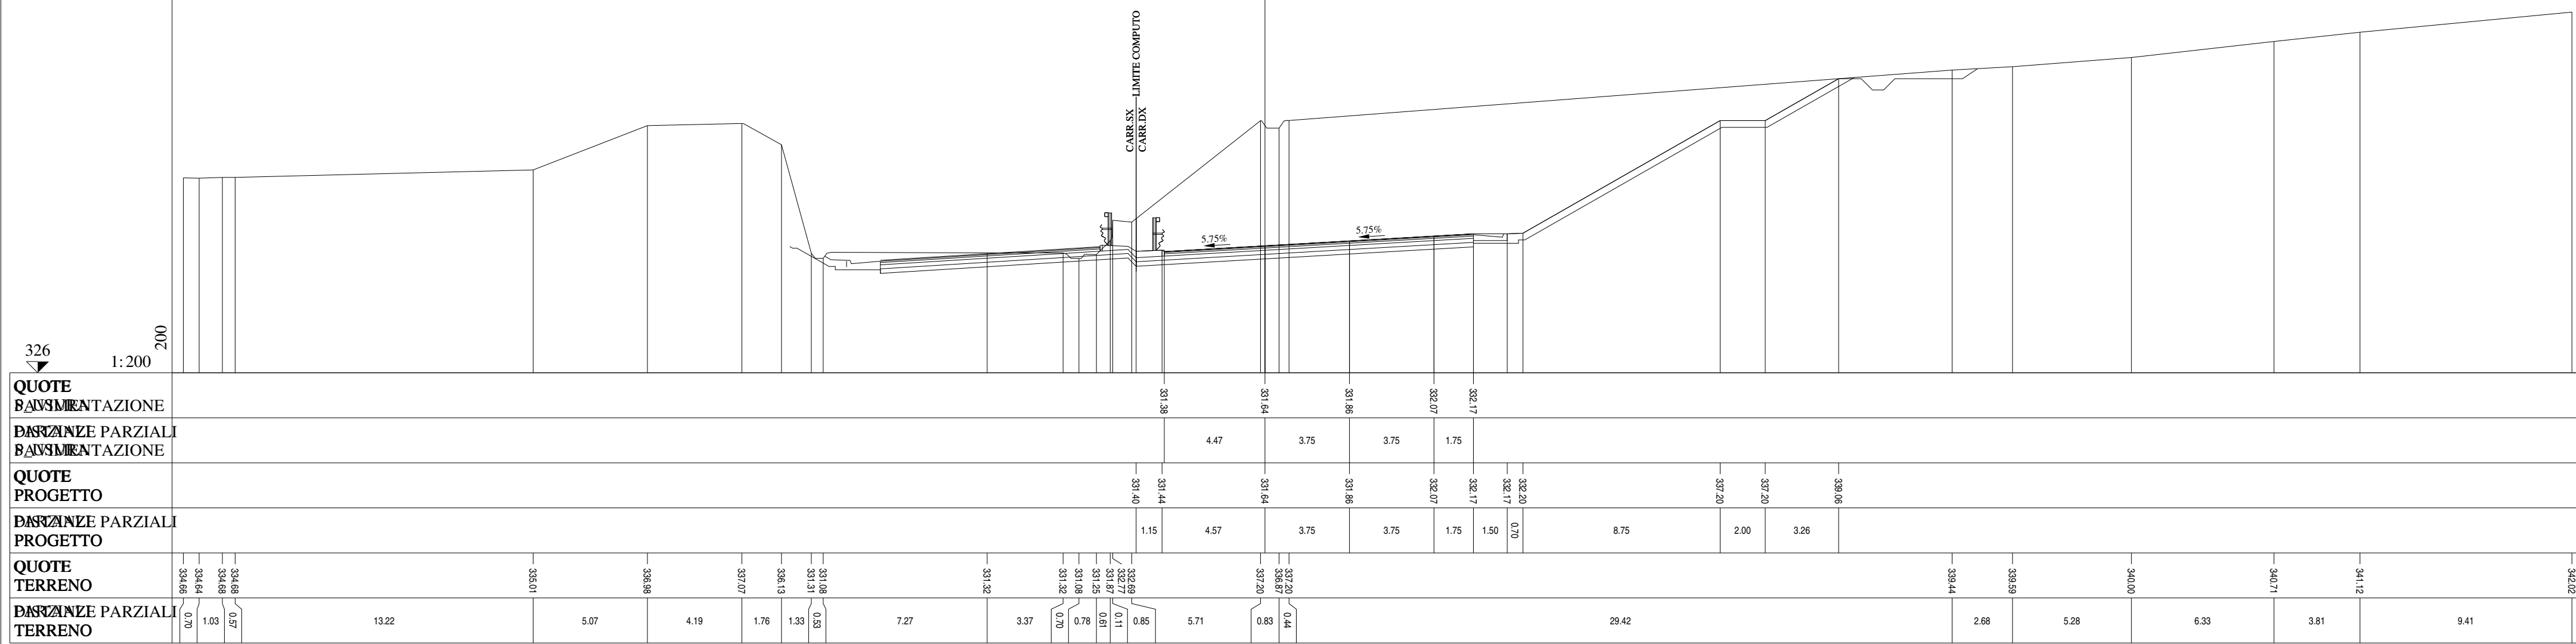 LIMITE COMPUTO
CARR.SX
CARR.DX
5.75%
5.75%
200
326
1:200
QUOTE
PAVIMENTAZIONE
331.38 331.64 331.86 332.07 332.17
DISTANZE PARZIALI
PAVIMENTAZIONE
4.47 3.75 3.75 1.75
QUOTE
PROGETTO
331.40 331.44 331.64 331.86 332.07 332.17 332.17 332.20 337.20 337.20 339.06
DISTANZE PARZIALI
PROGETTO
1.15 4.57 3.75 3.75 1.75 1.50 0.70 8.75 2.00 3.26
QUOTE
TERRENO
334.66 334.64 334.68 334.68 335.01 336.98 337.07 336.13 331.31 331.08 331.32 331.32 331.08 331.25 331.87 332.77 332.69 337.20 336.87 337.20 339.44 339.59 340.00 340.71 341.12 342.02
DISTANZE PARZIALI
TERRENO
0.70 1.03 0.57 13.22 5.07 4.19 1.76 1.33 0.53 7.27 3.37 0.70 0.78 0.61 0.11 0.85 5.71 0.83 0.44 29.42 2.68 5.28 6.33 3.81 9.41